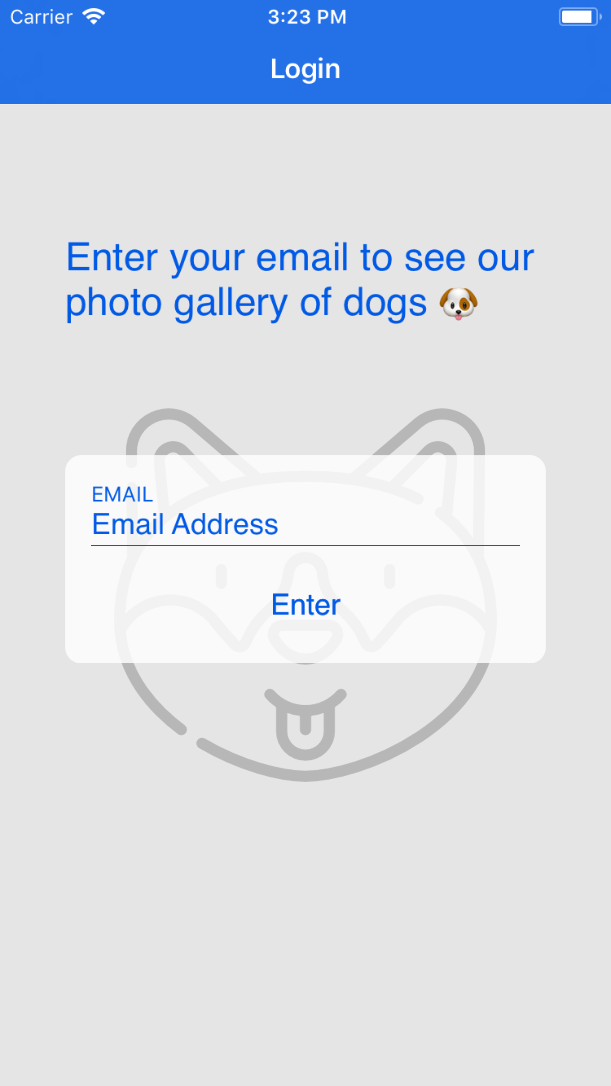 Carrier 3:23 PM
Login
Enter your email to see our
photo gallery of dogs 🐶
EMAIL
Email Address
Enter